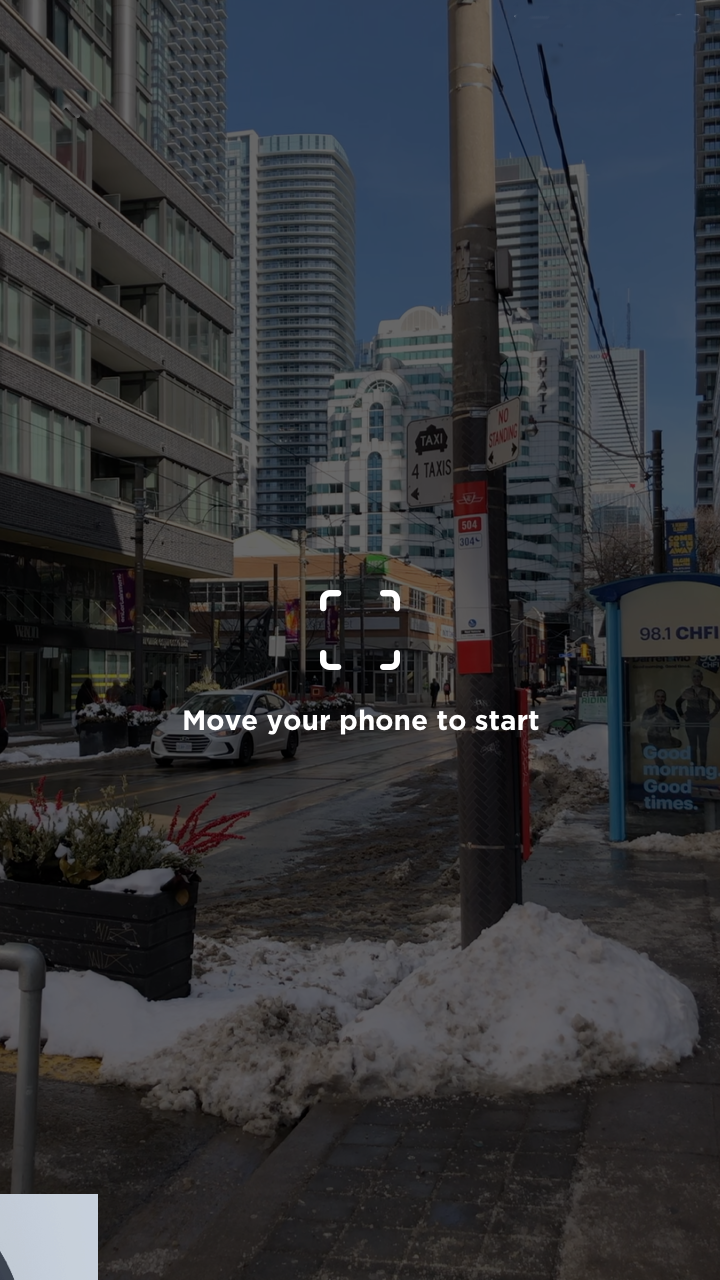 HYATT
TAXI
4 TAXIS
NO
STANDING
504
304
98.1 CHFI
Move your phone to start
Good
morning.
Good
times.